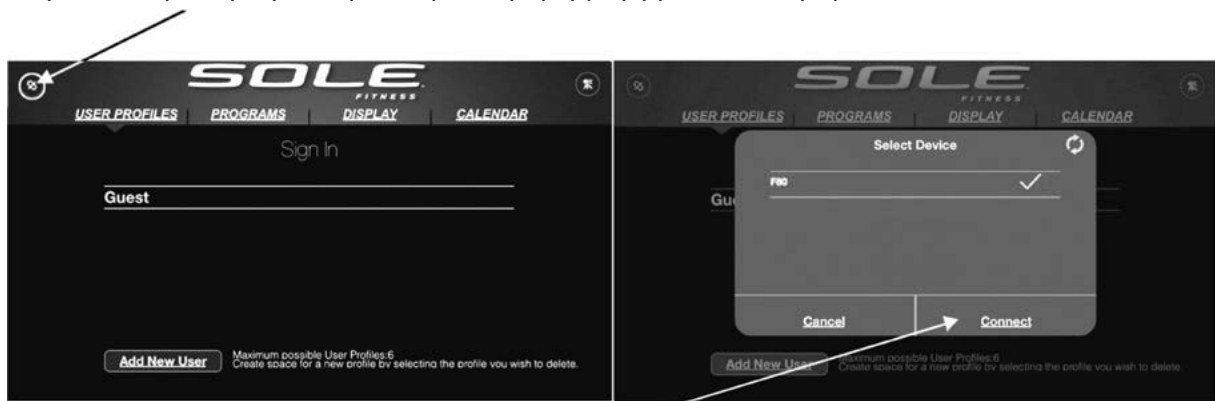 SOLE
FITNESS
USER PROFILES PROGRAMS DISPLAY CALENDAR
Sign In
Guest
Add New User
Maximum possible User Profiles:6
Create space for a new profile by selecting the profile you wish to delete.
SOLE
FITNESS
USER PROFILES PROGRAMS DISPLAY CALENDAR
Select Device
F80
Gu
Cancel Connect
Add New User
Maximum possible User Profiles:6
Create space for a new profile by selecting the profile you wish to delete.